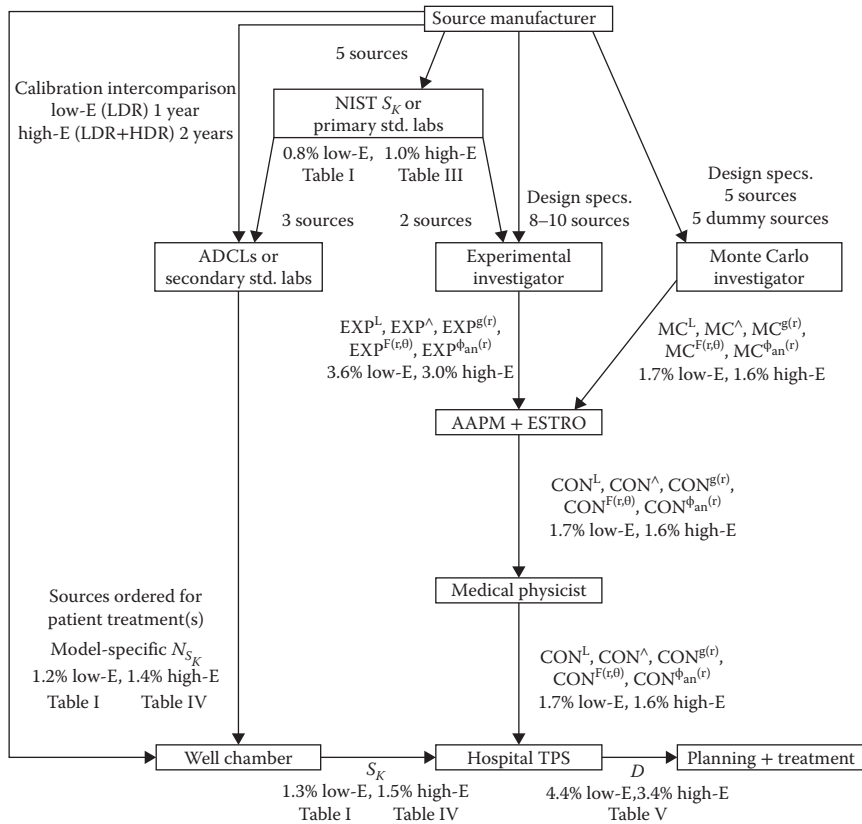 Source manufacturer
5 sources
Calibration intercomparison
low-E (LDR) 1 year
high-E (LDR+HDR) 2 years
NIST S_K or
primary std. labs
0.8% low-E, 1.0% high-E
Table I Table III
Design specs.
8–10 sources
Design specs.
5 sources
5 dummy sources
3 sources
2 sources
ADCLs or
secondary std. labs
Experimental
investigator
Monte Carlo
investigator
EXP^L, EXP^^, EXP^g(r),
EXP^F(r,θ), EXP^ϕan(r)
3.6% low-E, 3.0% high-E
MC^L, MC^^, MC^g(r),
MC^F(r,θ), MC^ϕan(r)
1.7% low-E, 1.6% high-E
AAPM + ESTRO
CON^L, CON^^, CON^g(r),
CON^F(r,θ), CON^ϕan(r)
1.7% low-E, 1.6% high-E
Medical physicist
Sources ordered for
patient treatment(s)
Model-specific N_S_K
1.2% low-E, 1.4% high-E
Table I Table IV
CON^L, CON^^, CON^g(r),
CON^F(r,θ), CON^ϕan(r)
1.7% low-E, 1.6% high-E
Well chamber
S_K
1.3% low-E, 1.5% high-E
Table I Table IV
Hospital TPS
D
4.4% low-E,3.4% high-E
Table V
Planning + treatment